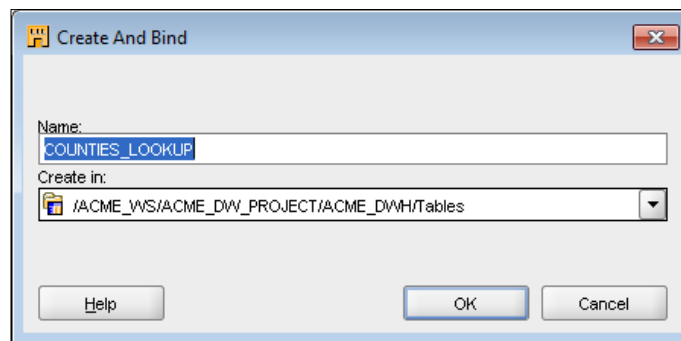 Create And Bind
Name:
COUNTIES_LOOKUP
Create in:
/ACME_WS/ACME_DW_PROJECT/ACME_DWH/Tables
Help OK Cancel